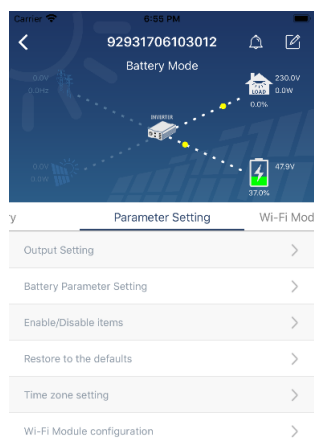 Carrier 6:55 PM
92931706103012
Battery Mode
0.0V
0.0Hz
LOAD
230.0V
0.0W
0.0%
INVERTER
0.0V
0.0W
47.9V
37.0%
y Parameter Setting Wi-Fi Mod
Output Setting
Battery Parameter Setting
Enable/Disable items
Restore to the defaults
Time zone setting
Wi-Fi Module configuration